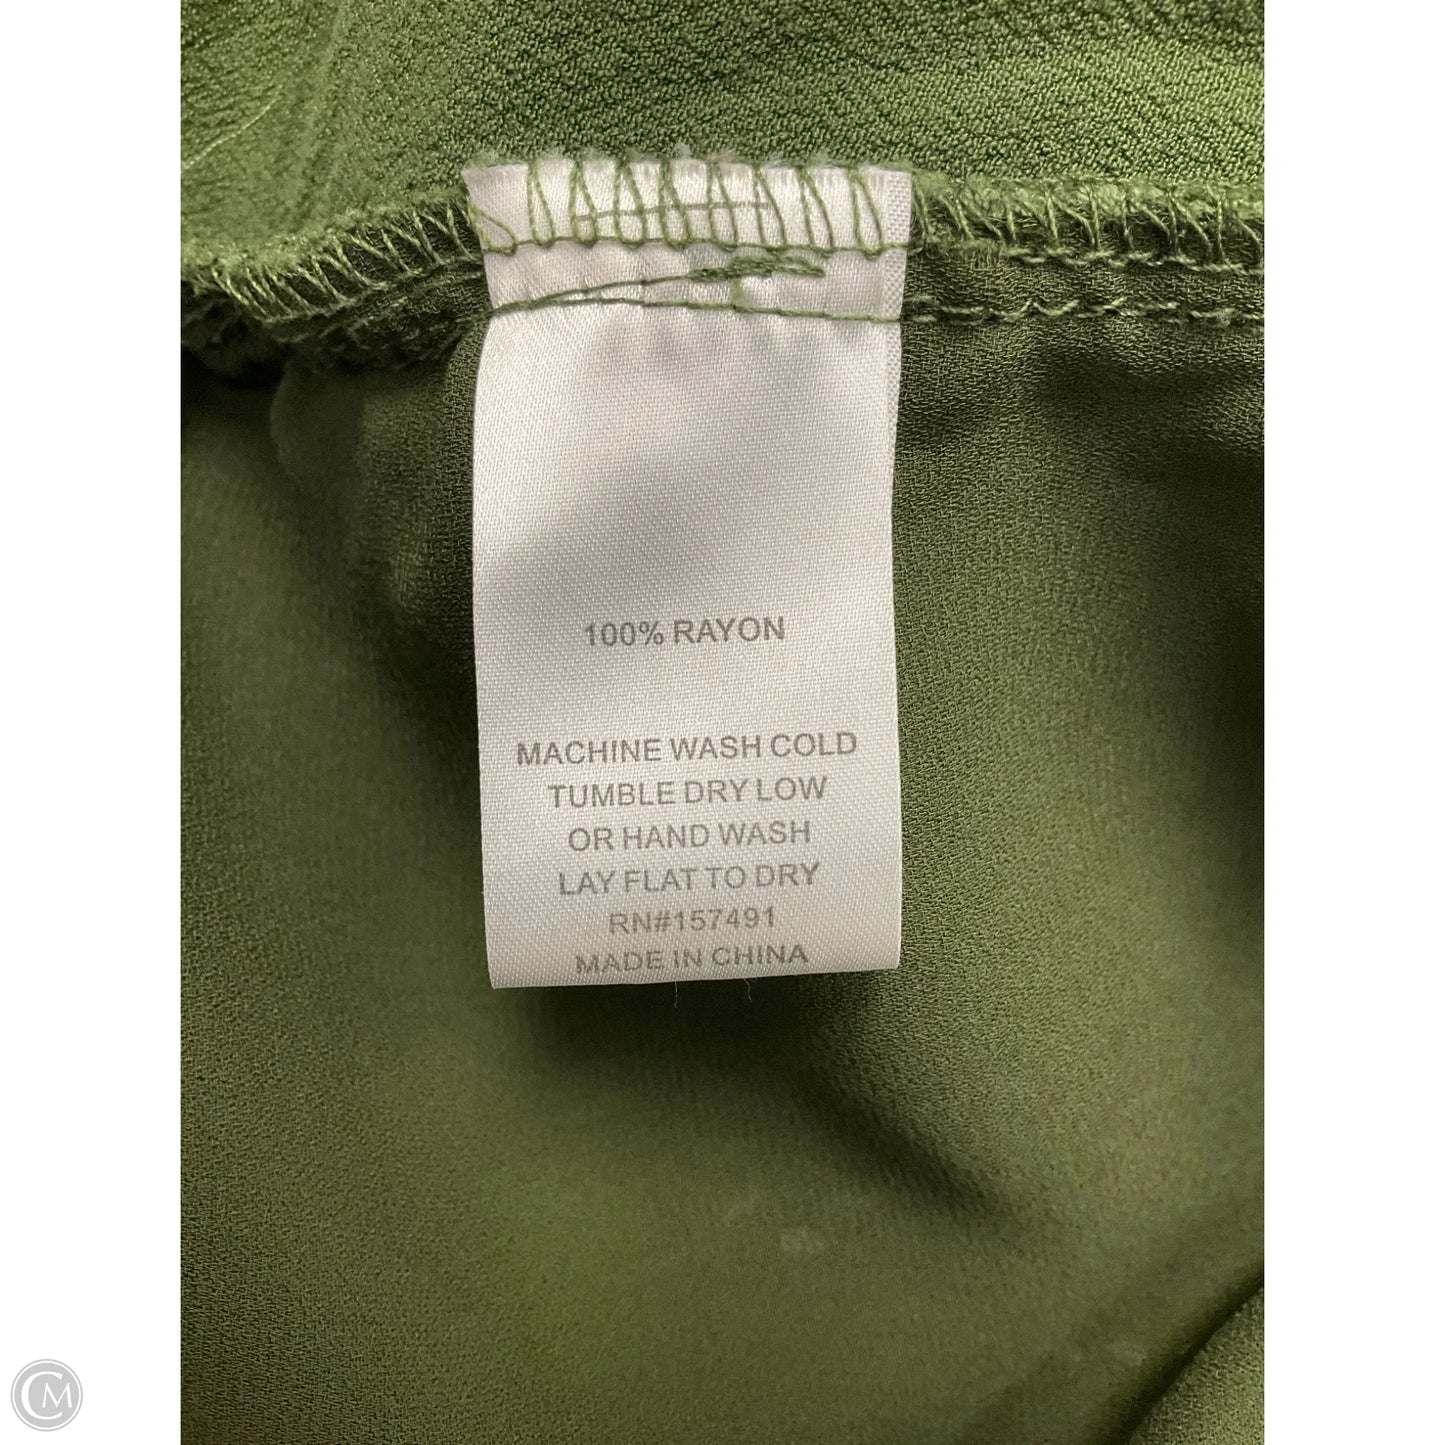 100% RAYON
MACHINE WASH COLD
TUMBLE DRY LOW
OR HAND WASH
LAY FLAT TO DRY
RN#157491
MADE IN CHINA
CM